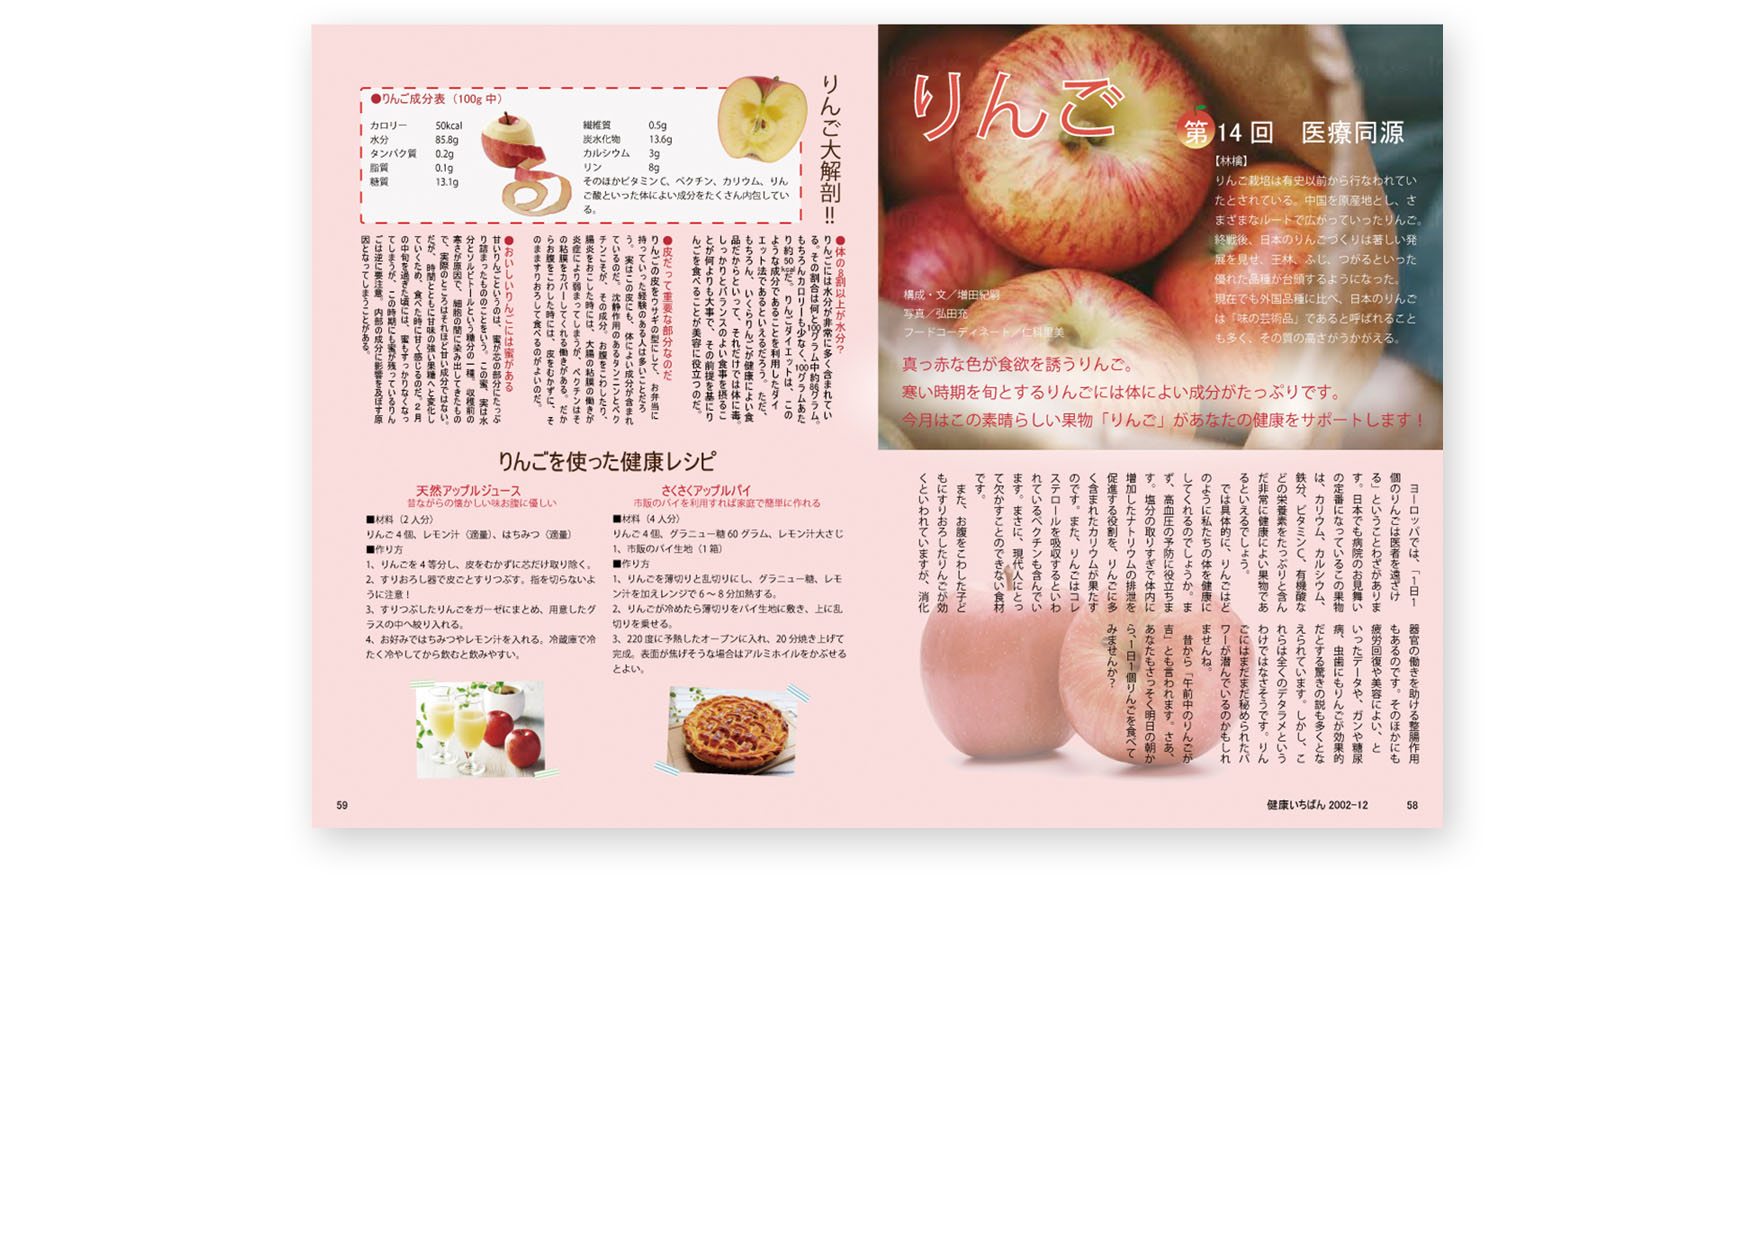 りんご
第14回　医療同源
【林檎】
りんご栽培は有史以前から行なわれてい
たとされている。中国を原産地とし、さ
まざまなルートで広がっていったりんご。
終戦後、日本のりんごづくりは著しい発
展を見せ、王林、ふじ、つがるといった
優れた品種が台頭するようになった。
現在でも外国品種に比べ、日本のりんご
は「味の芸術品」であると呼ばれること
も多く、その質の高さがうかがえる。
構成・文／増田紀嗣
写真／弘田充
フードコーディネート／仁科里美
真っ赤な色が食欲を誘うりんご。
寒い時期を旬とするりんごには体によい成分がたっぷりです。
今月はこの素晴らしい果物「りんご」があなたの健康をサポートします！
ヨーロッパでは、「1日1
個のりんごは医者を遠ざけ
る」ということわざがありま
す。日本でも病院のお見舞い
の定番になっているこの果物
は、カリウム、カルシウム、
鉄分、ビタミンC、有機酸な
どの栄養素をたっぷりと含ん
だ非常に健康によい果物であ
るといえるでしょう。
では具体的に、りんごはど
のように私たちの体を健康に
してくれるのでしょうか。ま
ず、高血圧の予防に役立ちま
す。塩分の取りすぎで体内に
増加したナトリウムの排泄を
促進する役割を、りんごに多
く含まれたカリウムが果たす
のです。また、りんごはコレ
ステロールを吸収するといわ
れているペクチンも含んでい
ます。まさに、現代人にとっ
て欠かすことのできない食材
です。
また、お腹をこわした子ど
もにすりおろしたりんごが効
くといわれていますが、消化
器官の働きを助ける整腸作用
もあるのです。そのほかにも
疲労回復や美容によい、と
いったデータや、ガンや糖尿
病、虫歯にもりんごが効果的
だとする驚きの説も多くとな
えられています。しかし、こ
れらは全くのデタラメという
わけではなさそうです。りん
ごにはまだまだ秘められたパ
ワーが潜んでいるのかもしれ
ませんね。
昔から「午前中のりんごが
吉」とも言われます。さあ、
あなたもさっそく明日の朝か
ら、1日1個りんごを食べて
みませんか？
健康いちばん 2002-12
58
りんご大解剖!!
●りんご成分表（100g 中）
カロリー　50kcal
水分　85.8g
タンパク質　0.2g
脂質　0.1g
糖質　13.1g
繊維質　0.5g
炭水化物　13.6g
カルシウム　3g
リン　8g
そのほかビタミンC、ペクチン、カリウム、りん
ご酸といった体によい成分をたくさん内包してい
る。
●体の8割以上が水分？
りんごには水分が非常に多く含まれてい
る。その割合は何と100グラム中約86グラム。
もちろんカロリーも少なく、100グラムあた
り約50kcalだ。りんごダイエットは、この
ような成分であることを利用したダイ
エット法であるといえるだろう。ただ、
もちろん、いくらりんごが健康によい食
品だからといって、それだけでは体に毒。
しっかりとバランスのよい食事を摂るこ
とが何よりも大事で、その前提を基にり
んごを食べることが美容に役立つのだ。
●皮だって重要な部分なのだ
りんごの皮をウサギの型にして、お弁当に
持っていった経験のある人は多いことだろ
う。実はこの皮にも、体によい成分が含まれ
ているのだ。沈静作用のあるタンニンとペク
チンこそが、その成分。お腹をこわしたり、
腸炎をおこした時には、大腸の粘膜の働きが
炎症により弱まってしまうが、ペクチンはそ
の粘膜をカバーしてくれる働きがある。だか
らお腹をこわした時には、皮をむかずに、そ
のまますりおろして食べるのがよいのだ。
●おいしいりんごには蜜がある
甘いりんごというのは、蜜が芯の部分にたっぷ
り詰まったもののことをいう。この蜜、実は水
分とソルビトールという糖分の一種。収穫前の
寒さが原因で、細胞の間に染み出してきたもの
で、実際のところはそれほど甘い成分ではない。
だが、時間とともに甘味の強い果糖へと変化し
ていくため、食べた時に甘く感じるのだ。2月
の中旬を過ぎた頃には、蜜もすっかりなくなっ
てしまうが、この時期にも蜜が残っているりん
ごは逆に要注意。内部の成分に影響を及ぼす原
因となってしまうことがある。
りんごを使った健康レシピ
天然アップルジュース
昔ながらの懐かしい味お腹に優しい
■材料（2 人分）
りんご 4 個、レモン汁（適量）、はちみつ（適量）
■作り方
1、りんごを 4 等分し、皮をむかずに芯だけ取り除く。
2、すりおろし器で皮ごとすりつぶす。指を切らないよ
うに注意！
3、すりつぶしたりんごをガーゼにまとめ、用意したグ
ラスの中へ絞り入れる。
4、お好みではちみつやレモン汁を入れる。冷蔵庫で冷
たく冷やしてから飲むと飲みやすい。
さくさくアップルパイ
市販のパイを利用すれば家庭で簡単に作れる
■材料（4 人分）
りんご 4 個、グラニュー糖 60 グラム、レモン汁大さじ
1、市販のパイ生地（1 箱）
■作り方
1、りんごを薄切りと乱切りにし、グラニュー糖、レモ
ン汁を加えレンジで 6 ～ 8 分加熱する。
2、りんごが冷めたら薄切りをパイ生地に敷き、上に乱
切りを乗せる。
3、220 度に予熱したオーブンに入れ、20 分焼き上げて
完成。表面が焦げそうな場合はアルミホイルをかぶせる
とよい。
59